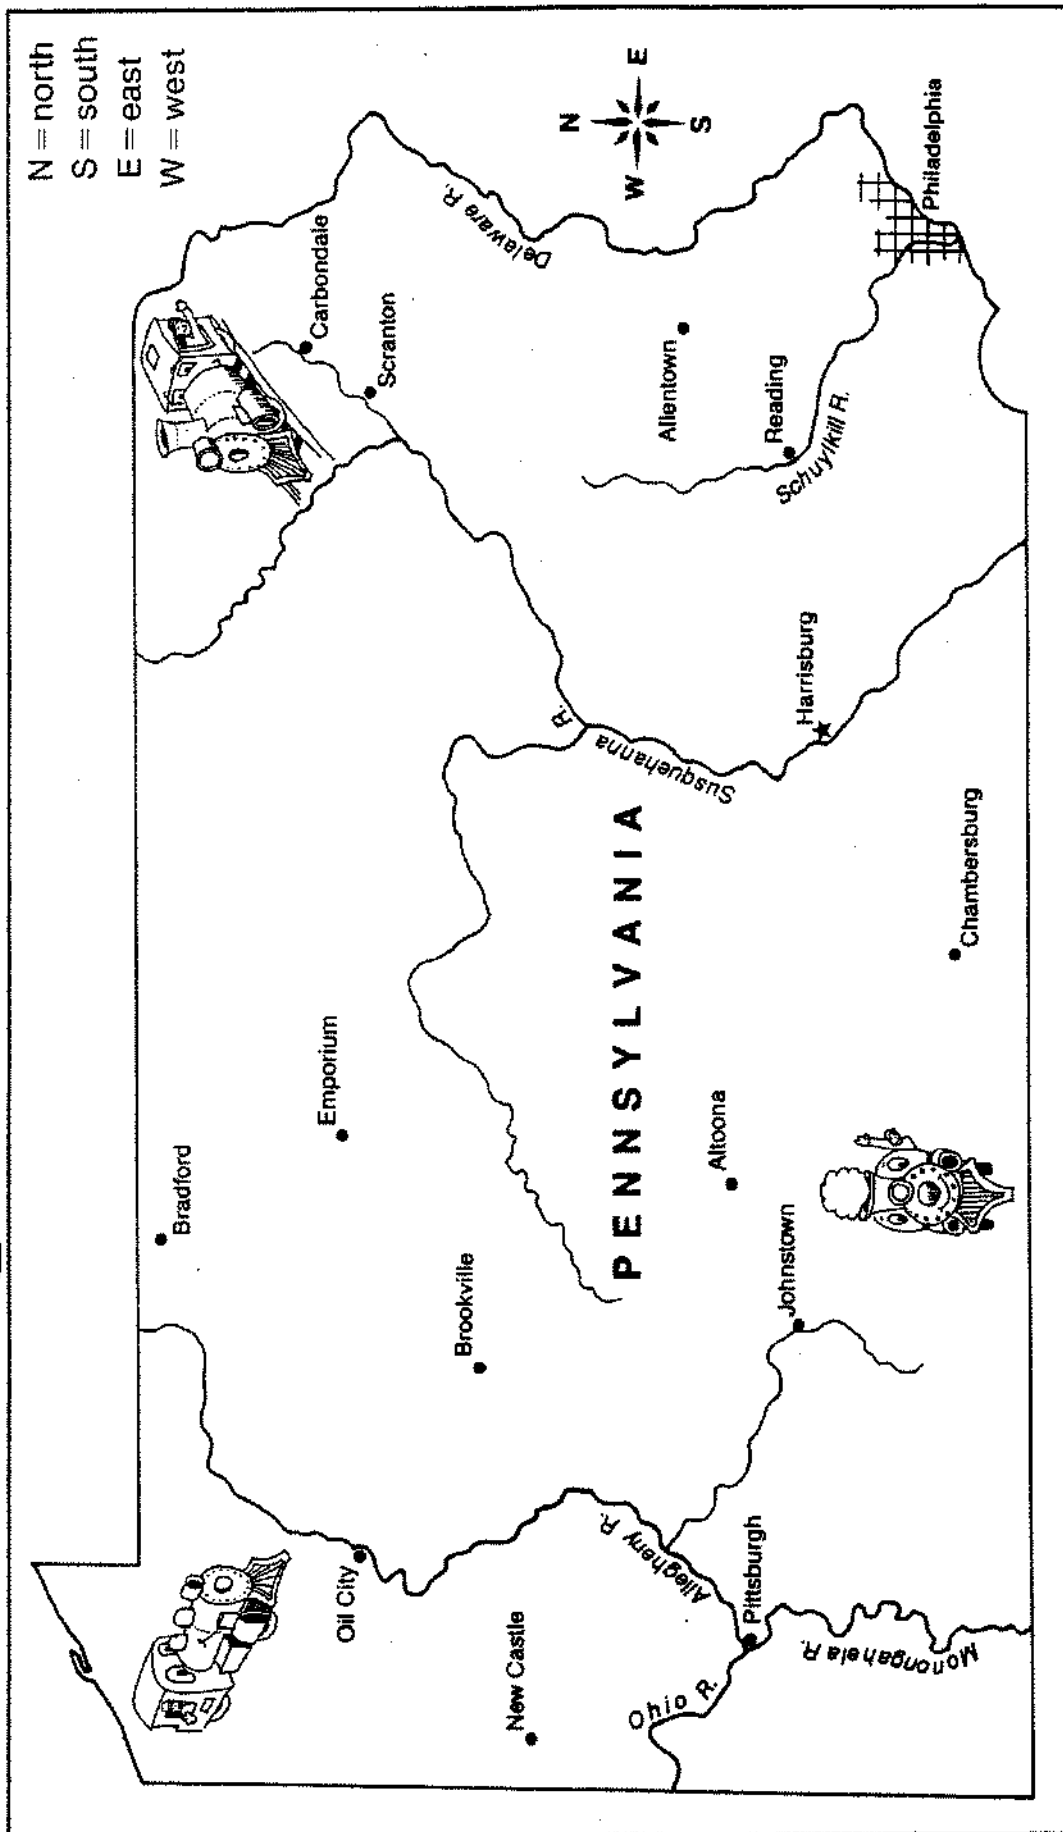 N = north
S = south
E = east
W = west
N
W
E
S
Bradford
Emporium
Carbondale
Scranton
Oil City
Brookville
Delaware R.
New Castle
Susquehanna R.
PENNSYLVANIA
Allentown
Allegheny R.
Ohio R.
Pittsburgh
Altoona
Johnstown
Reading
Schuylkill R.
Harrisburg
Monongahela R.
Chambersburg
Philadelphia